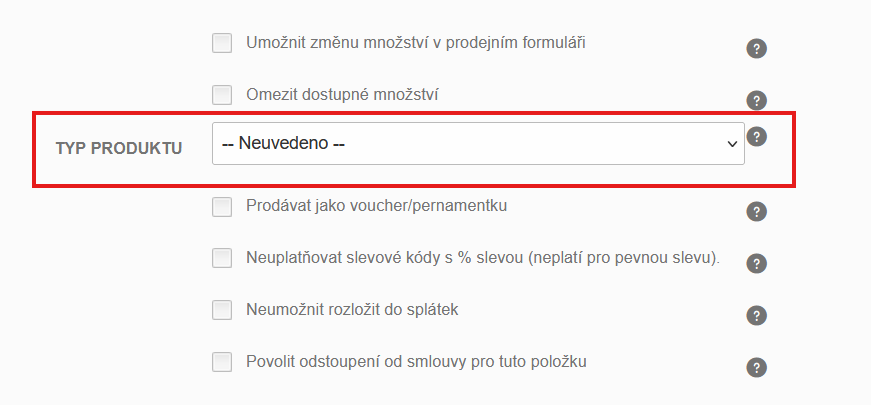 Umožnit změnu množství v prodejním formuláři
?
Omezit dostupné množství
?
TYP PRODUKTU
-- Neuvedeno --
?
Prodávat jako voucher/pernamentku
?
Neuplatňovat slevové kódy s % slevou (neplatí pro pevnou slevu).
?
Neumožnit rozložit do splátek
?
Povolit odstoupení od smlouvy pro tuto položku
?